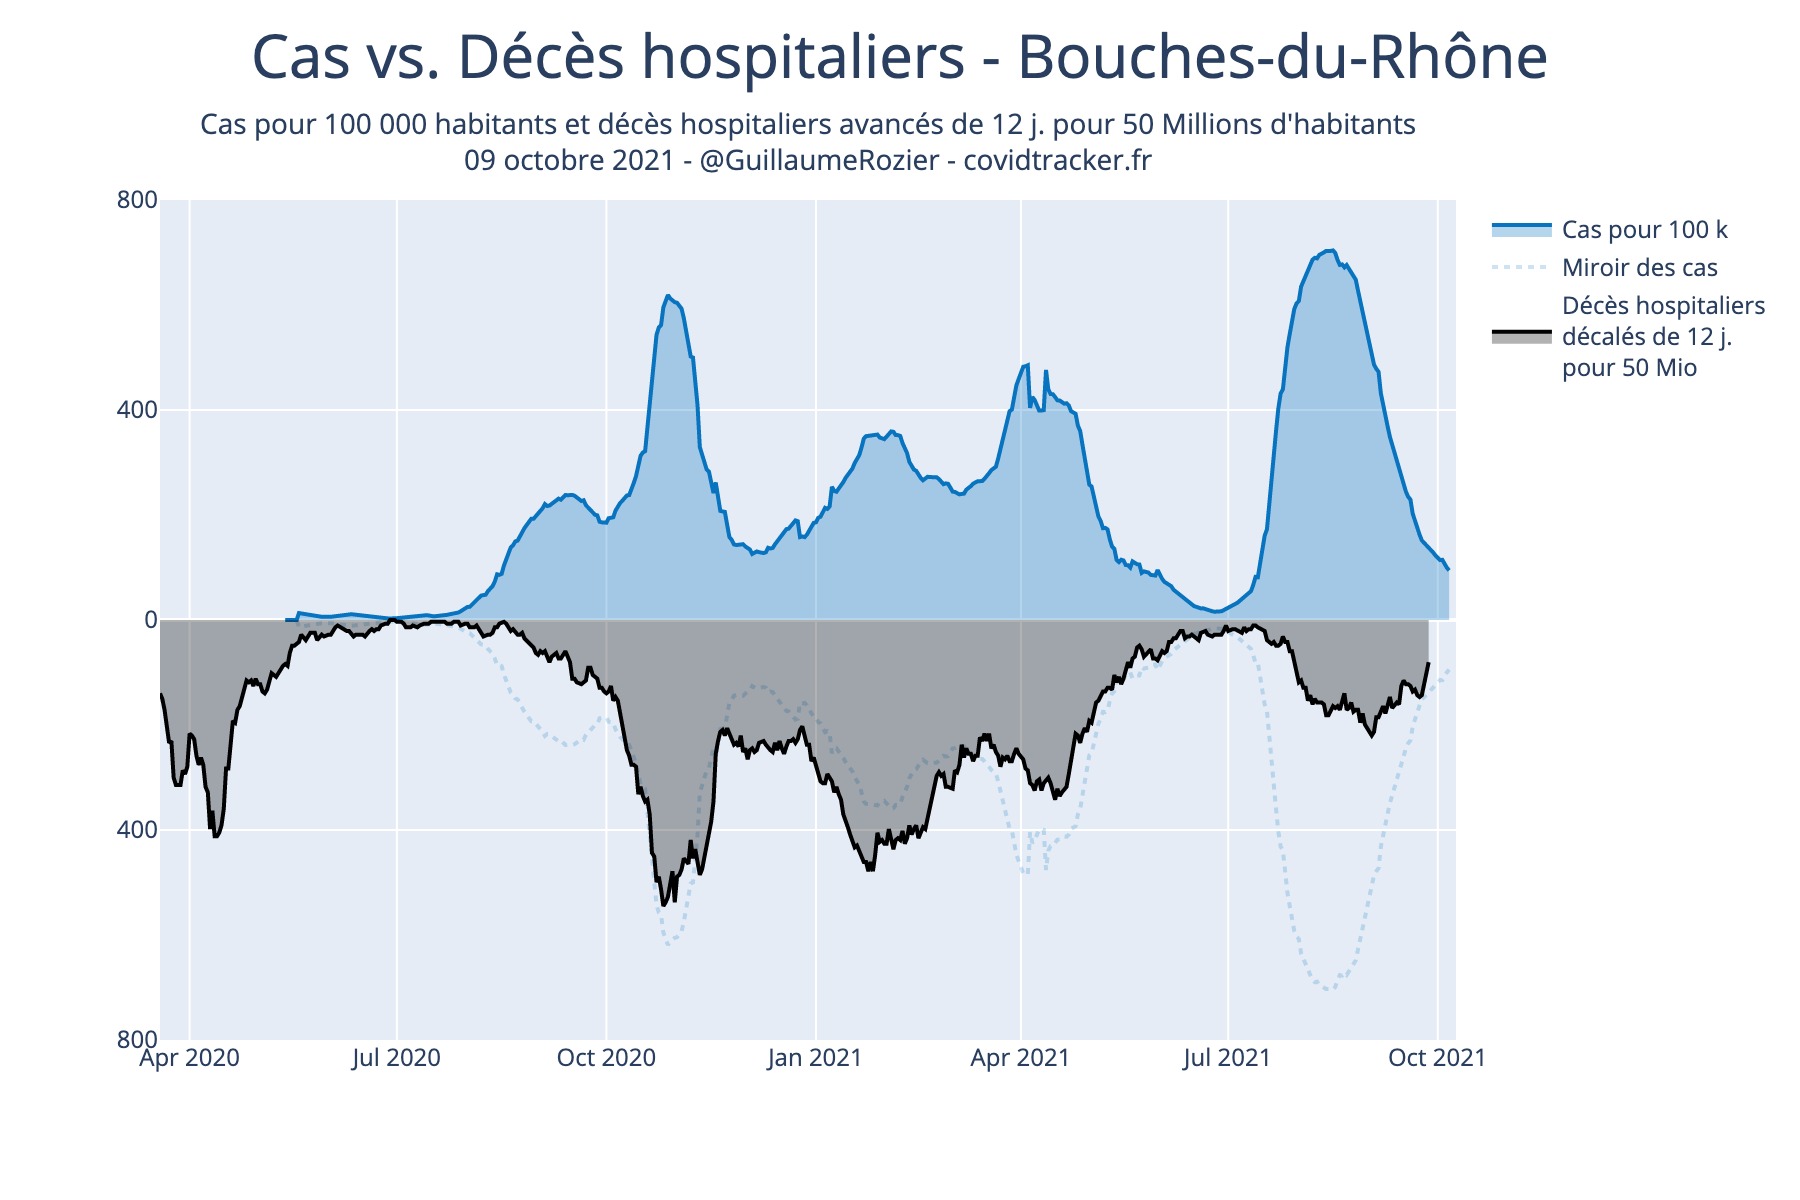 Cas vs. Décès hospitaliers - Bouches-du-Rhône
Cas pour 100 000 habitants et décès hospitaliers avancés de 12 j. pour 50 Millions d'habitants
09 octobre 2021 - @GuillaumeRozier - covidtracker.fr
800
400
0
400
800
Apr 2020
Jul 2020
Oct 2020
Jan 2021
Apr 2021
Jul 2021
Oct 2021
Cas pour 100 k
Miroir des cas
Décès hospitaliers
décalés de 12 j.
pour 50 Mio